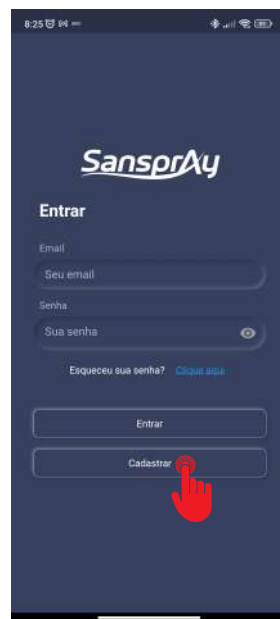 8:25
SansprAy
Entrar
Email
Seu email
Senha
Sua senha
Esqueceu sua senha? Clique aqui
Entrar
Cadastrar